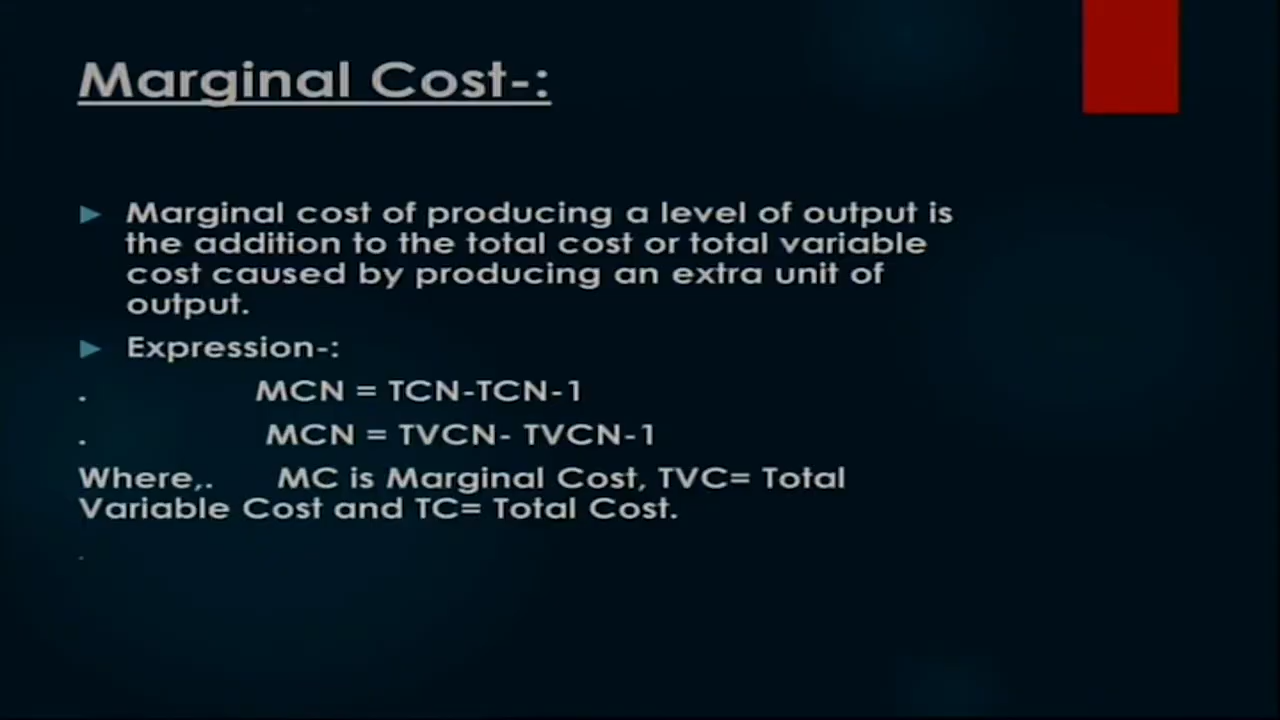 Marginal Cost-:
Marginal cost of producing a level of output is
the addition to the total cost or total variable
cost caused by producing an extra unit of
output.
Expression-:
. MCN = TCN-TCN-1
. MCN = TVCN- TVCN-1
Where,. MC is Marginal Cost, TVC= Total
Variable Cost and TC= Total Cost.
.